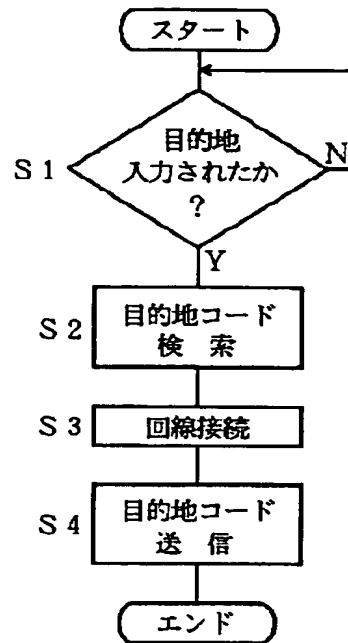 スタート
S1
目的地
入力されたか
?
N
Y
S2
目的地コード
検 索
S3
回線接続
S4
目的地コード
送 信
エンド